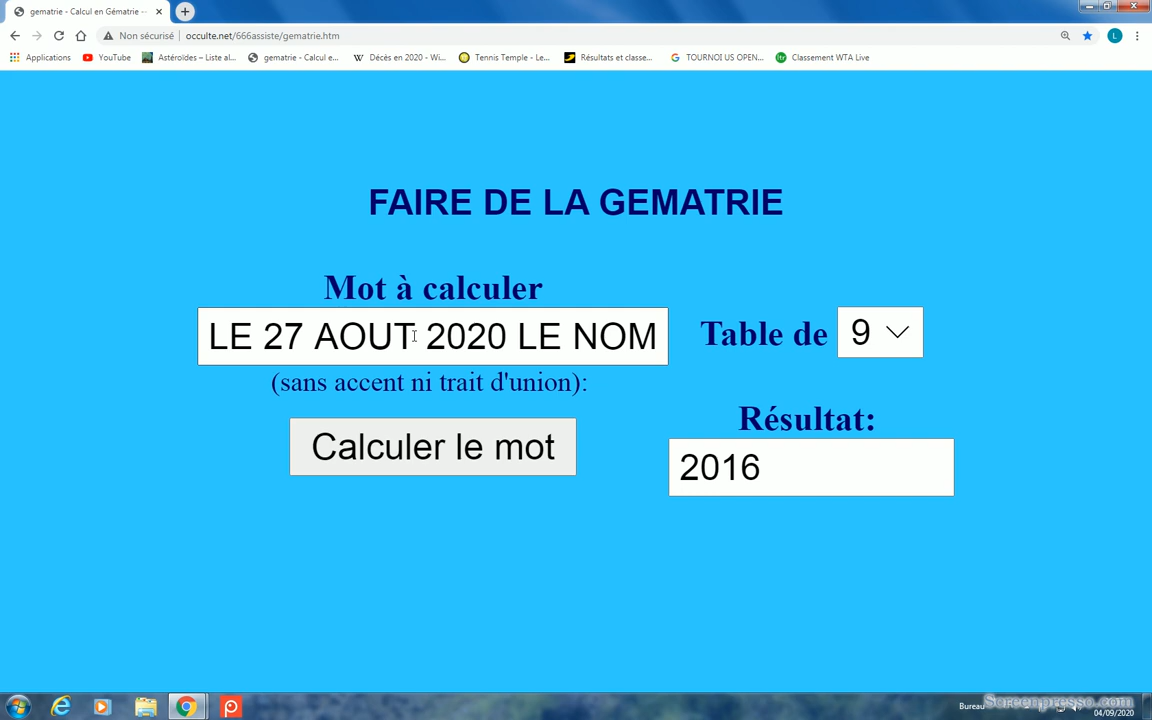 gematrie - Calcul en Gématrie -
Non sécurisé | occulte.net/666assiste/gematrie.htm
Applications YouTube Astéroïdes – Liste al... gematrie - Calcul e... Décès en 2020 - Wi... Tennis Temple - Le... Résultats et classe... TOURNOI US OPEN... Classement WTA Live
FAIRE DE LA GEMATRIE
Mot à calculer
LE 27 AOUT 2020 LE NOM
Table de 9
(sans accent ni trait d'union):
Résultat:
Calculer le mot
2016
Bureau
Screenpresso.com
04/09/2020